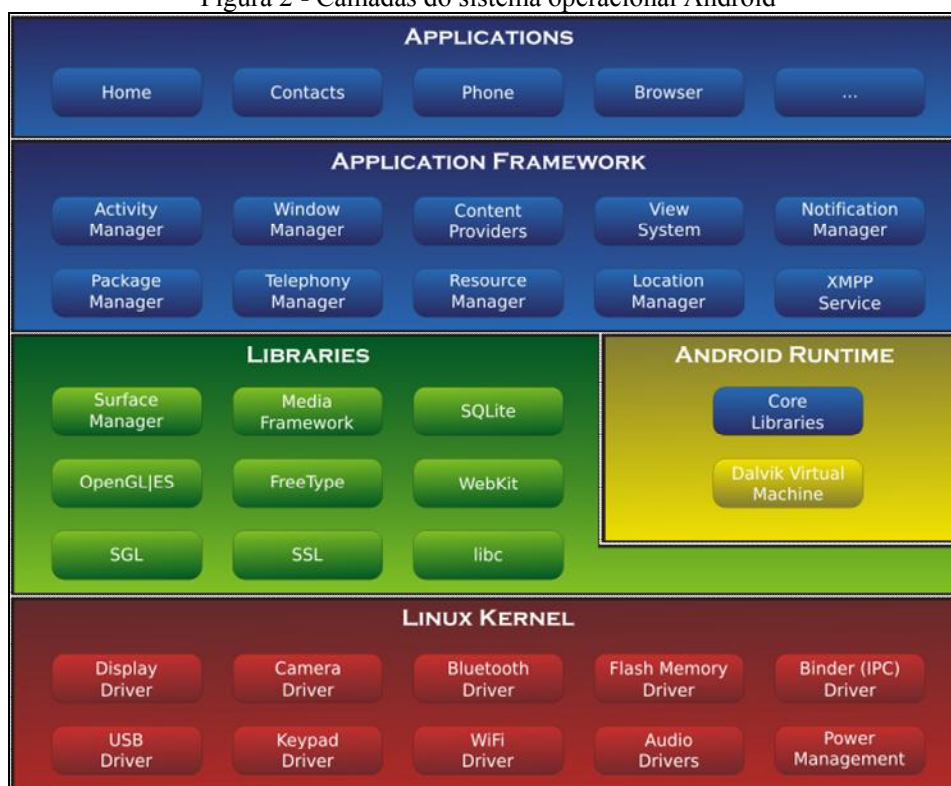 Figura 2 - Camadas do sistema operacional Android
APPLICATIONS
Home
Contacts
Phone
Browser
...
APPLICATION FRAMEWORK
Activity
Manager
Window
Manager
Content
Providers
View
System
Notification
Manager
Package
Manager
Telephony
Manager
Resource
Manager
Location
Manager
XMPP
Service
LIBRARIES
Surface
Manager
Media
Framework
SQLite
OpenGL|ES
FreeType
WebKit
SGL
SSL
libc
ANDROID RUNTIME
Core
Libraries
Dalvik Virtual
Machine
LINUX KERNEL
Display
Driver
Camera
Driver
Bluetooth
Driver
Flash Memory
Driver
Binder (IPC)
Driver
USB
Driver
Keypad
Driver
WiFi
Driver
Audio
Drivers
Power
Management